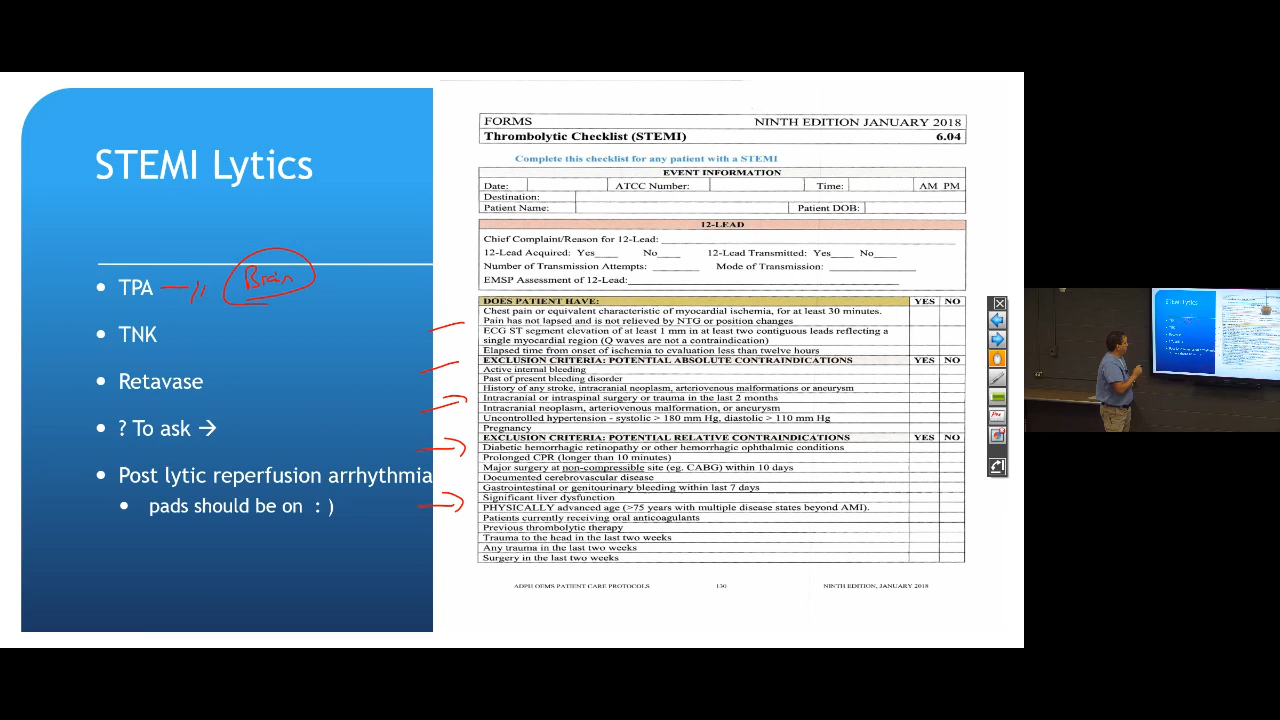 STEMI Lytics
• TPA Brain
• TNK
• Retavase
• ? To ask →
• Post lytic reperfusion arrhythmia
• pads should be on : )
FORMS NINTH EDITION JANUARY 2018
Thrombolytic Checklist (STEMI) 6.04
Complete this checklist for any patient with a STEMI
EVENT INFORMATION
Date: ATCC Number: Time: AM PM
Destination:
Patient Name: Patient DOB:
12-LEAD
Chief Complaint/Reason for 12-Lead:
12-Lead Acquired: Yes____ No____ 12-Lead Transmitted: Yes____ No____
Number of Transmission Attempts: ________ Mode of Transmission: ________
EMSP Assessment of 12-Lead:
DOES PATIENT HAVE: YES NO
Chest pain or equivalent characteristic of myocardial ischemia, for at least 30 minutes.
Pain has not lapsed and is not relieved by NTG or position changes
ECG ST segment elevation of at least 1 mm in at least two contiguous leads reflecting a
single myocardial region (Q waves are not a contraindication)
Elapsed time from onset of ischemia to evaluation less than twelve hours
EXCLUSION CRITERIA: POTENTIAL ABSOLUTE CONTRAINDICATIONS YES NO
Active internal bleeding
Past of present bleeding disorder
History of any stroke, intracranial neoplasm, arteriovenous malformations or aneurysm
Intracranial or intraspinal surgery or trauma in the last 2 months
Intracranial neoplasm, arteriovenous malformation, or aneurysm
Uncontrolled hypertension - systolic > 180 mm Hg, diastolic > 110 mm Hg
Pregnancy
EXCLUSION CRITERIA: POTENTIAL RELATIVE CONTRAINDICATIONS YES NO
Diabetic hemorrhagic retinopathy or other hemorrhagic ophthalmic conditions
Prolonged CPR (longer than 10 minutes)
Major surgery at non-compressible site (eg. CABG) within 10 days
Documented cerebrovascular disease
Gastrointestinal or genitourinary bleeding within last 7 days
Significant liver dysfunction
PHYSICALLY advanced age (>75 years with multiple disease states beyond AMI).
Patients currently receiving oral anticoagulants
Previous thrombolytic therapy
Trauma to the head in the last two weeks
Any trauma in the last two weeks
Surgery in the last two weeks
ADPH OEMS PATIENT CARE PROTOCOLS 130 NINTH EDITION, JANUARY 2018
STEMI Lytics